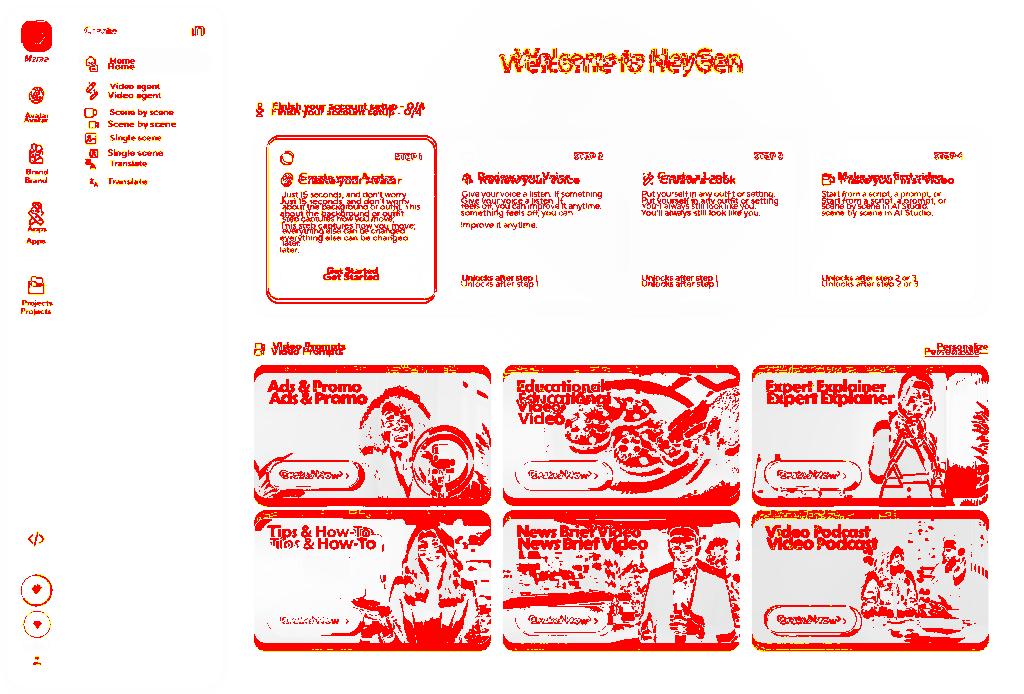 Create
Home
Video agent
Scene by scene
Single scene
Translate
Avatar
Brand
Apps
Projects
Welcome to HeyGen
Finish your account setup - 0/4
STEP 1
Create your Avatar
Just 15 seconds, and don't worry
about the background or outfit.
This step captures how you move;
everything else can be changed
later.
Get Started
STEP 2
Review your Voice
Give your voice a listen. If
something feels off, you can
improve it anytime.
Unlocks after step 1
STEP 3
Create a Look
Put yourself in any outfit or setting.
You'll always still look like you.
Unlocks after step 1
STEP 4
Make your first video
Start from a script, a prompt, or
scene by scene in AI Studio.
Unlocks after step 2 or 3
Video Prompts
Personalize
Ads & Promo
Create Now
Educational
Video
Create Now
Expert Explainer
Create Now
Tips & How-To
Create Now
News Brief Video
Create Now
Video Podcast
Create Now